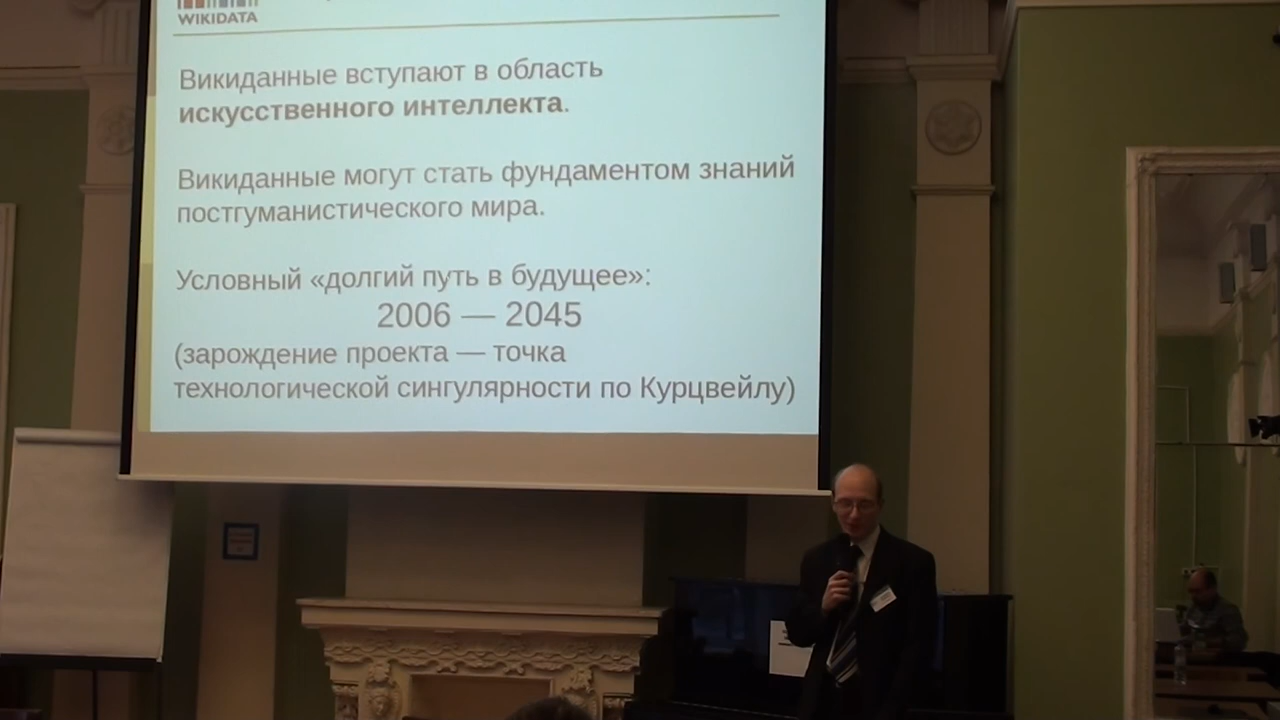 WIKIDATA
Викиданные вступают в область
искусственного интеллекта.
Викиданные могут стать фундаментом знаний
постгуманистического мира.
Условный «долгий путь в будущее»:
2006 — 2045
(зарождение проекта — точка
технологической сингулярности по Курцвейлу)